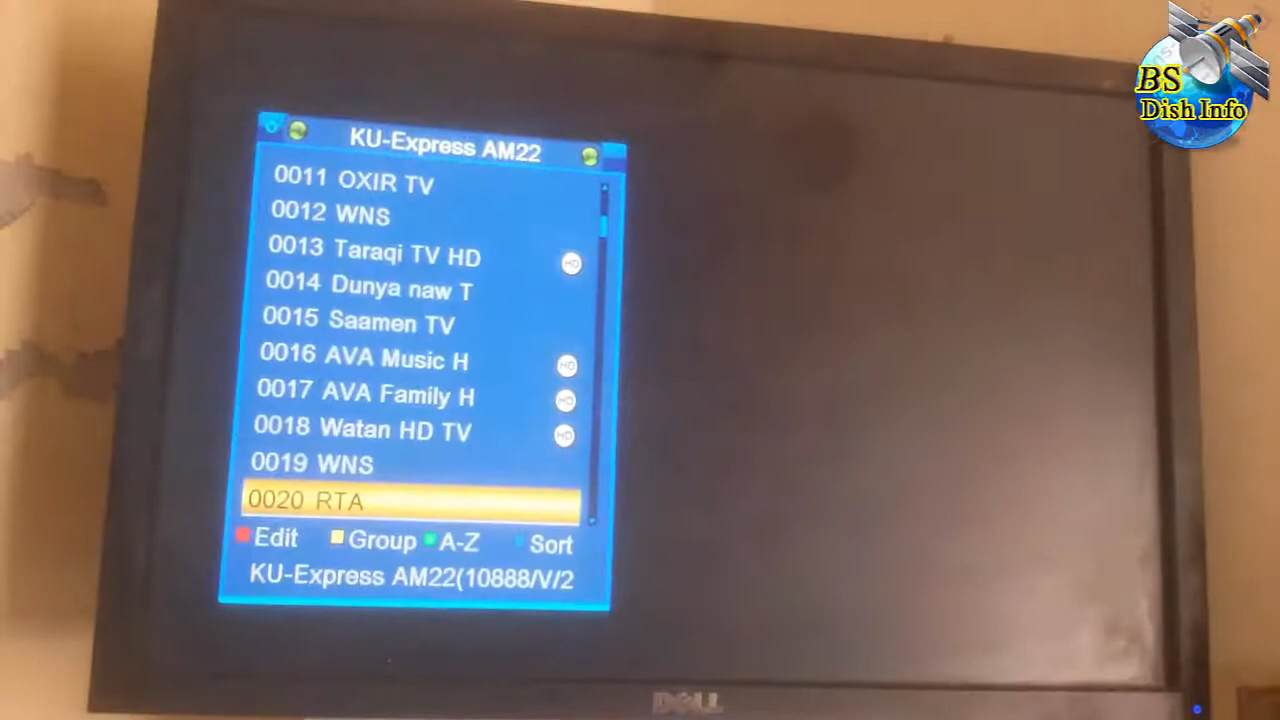 BS
Dish Info
KU-Express AM22
0011 OXIR TV
0012 WNS
0013 Taraqi TV HD HD
0014 Dunya naw T
0015 Saamen TV
0016 AVA Music H HD
0017 AVA Family H HD
0018 Watan HD TV HD
0019 WNS
0020 RTA
Edit Group A-Z Sort
KU-Express AM22(10888/V/2
DELL